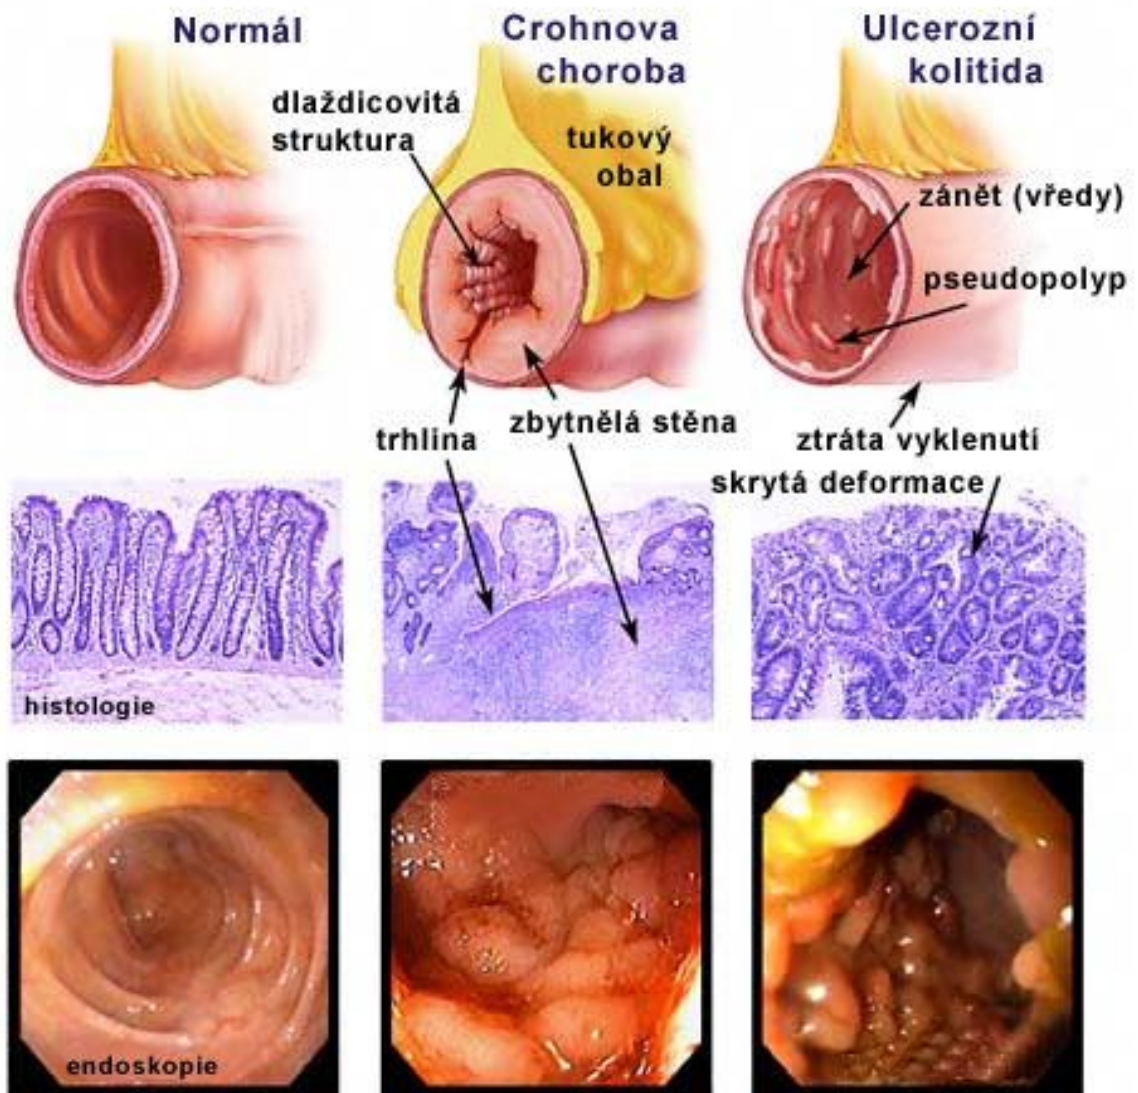 Normál
Crohnova
choroba
Ulcerozní
kolitida
dlaždicovitá
struktura
tukový
obal
zánět (vředy)
pseudopolyp
trhlina
zbytnělá stěna
ztráta vyklenutí
skrytá deformace
histologie
endoskopie